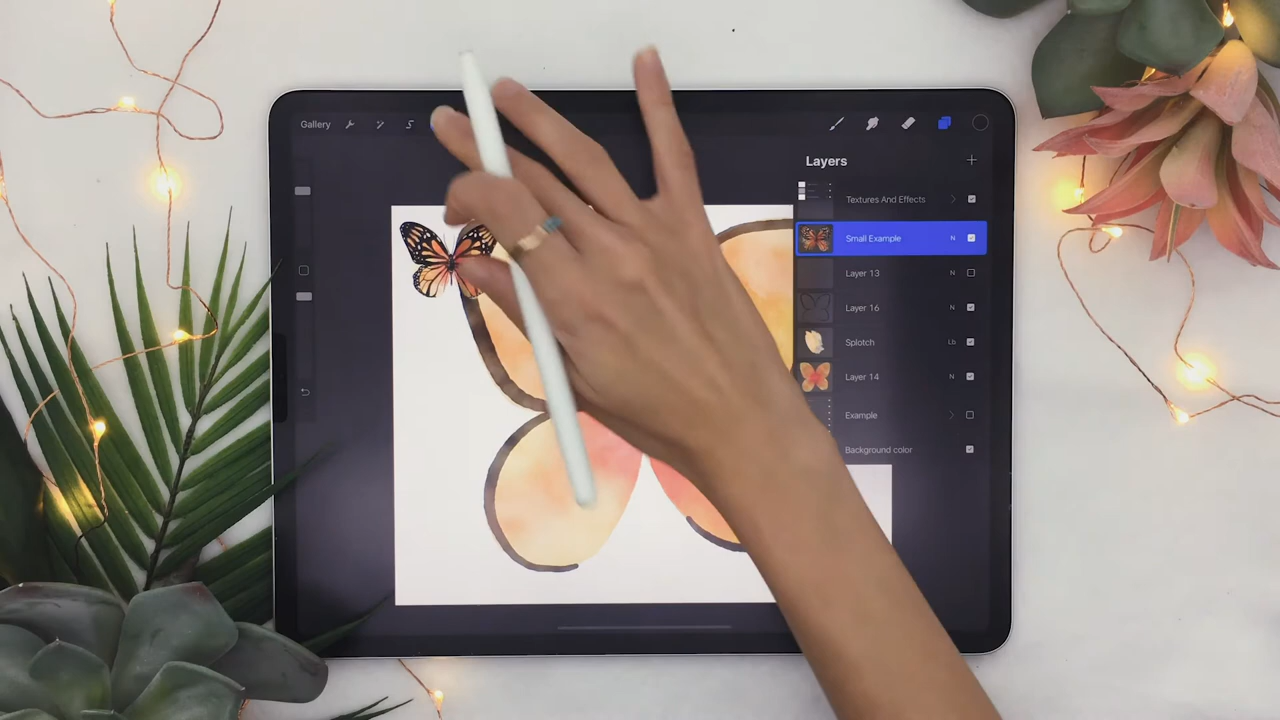 Gallery
Layers
Textures And Effects
Small Example N
Layer 13 N
Layer 16 N
Splotch Lb
Layer 14 N
Example
Background color